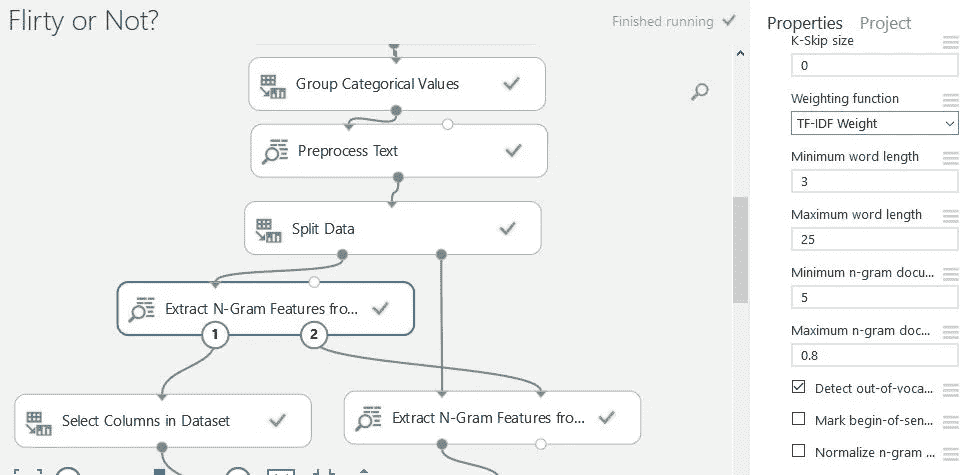 Flirty or Not?
Finished running
Group Categorical Values
Preprocess Text
Split Data
Extract N-Gram Features fro...
1
2
Select Columns in Dataset
Extract N-Gram Features fro...
Properties Project
K-Skip size
0
Weighting function
TF-IDF Weight
Minimum word length
3
Maximum word length
25
Minimum n-gram docu...
5
Maximum n-gram doc...
0.8
Detect out-of-voca...
Mark begin-of-sen...
Normalize n-gram ...